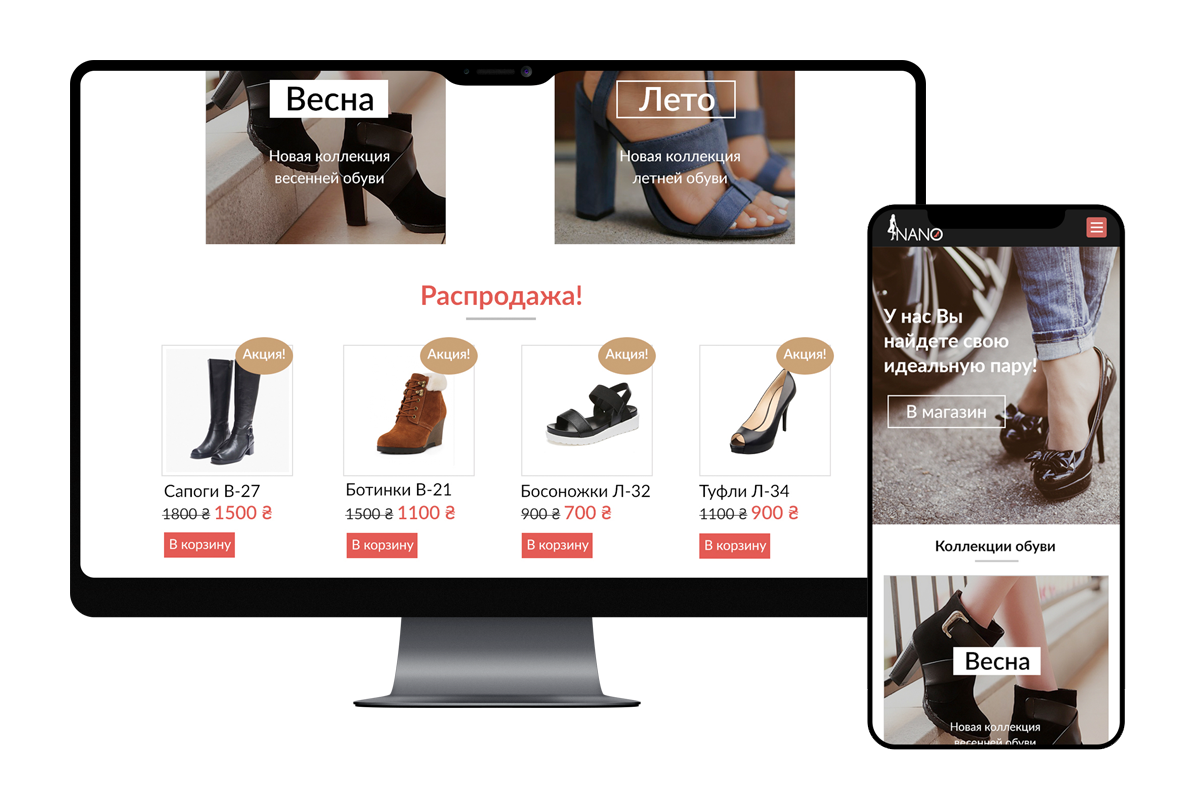 Весна
Новая коллекция
весенней обуви
Лето
Новая коллекция
летней обуви
Распродажа!
Акция!
Сапоги В-27
1800 ₴ 1500 ₴
В корзину
Акция!
Ботинки В-21
1500 ₴ 1100 ₴
В корзину
Акция!
Босоножки Л-32
900 ₴ 700 ₴
В корзину
Акция!
Туфли Л-34
1100 ₴ 900 ₴
В корзину
NANO
У нас Вы
найдете свою
идеальную пару!
В магазин
Коллекции обуви
Весна
Новая коллекция
весенней обуви